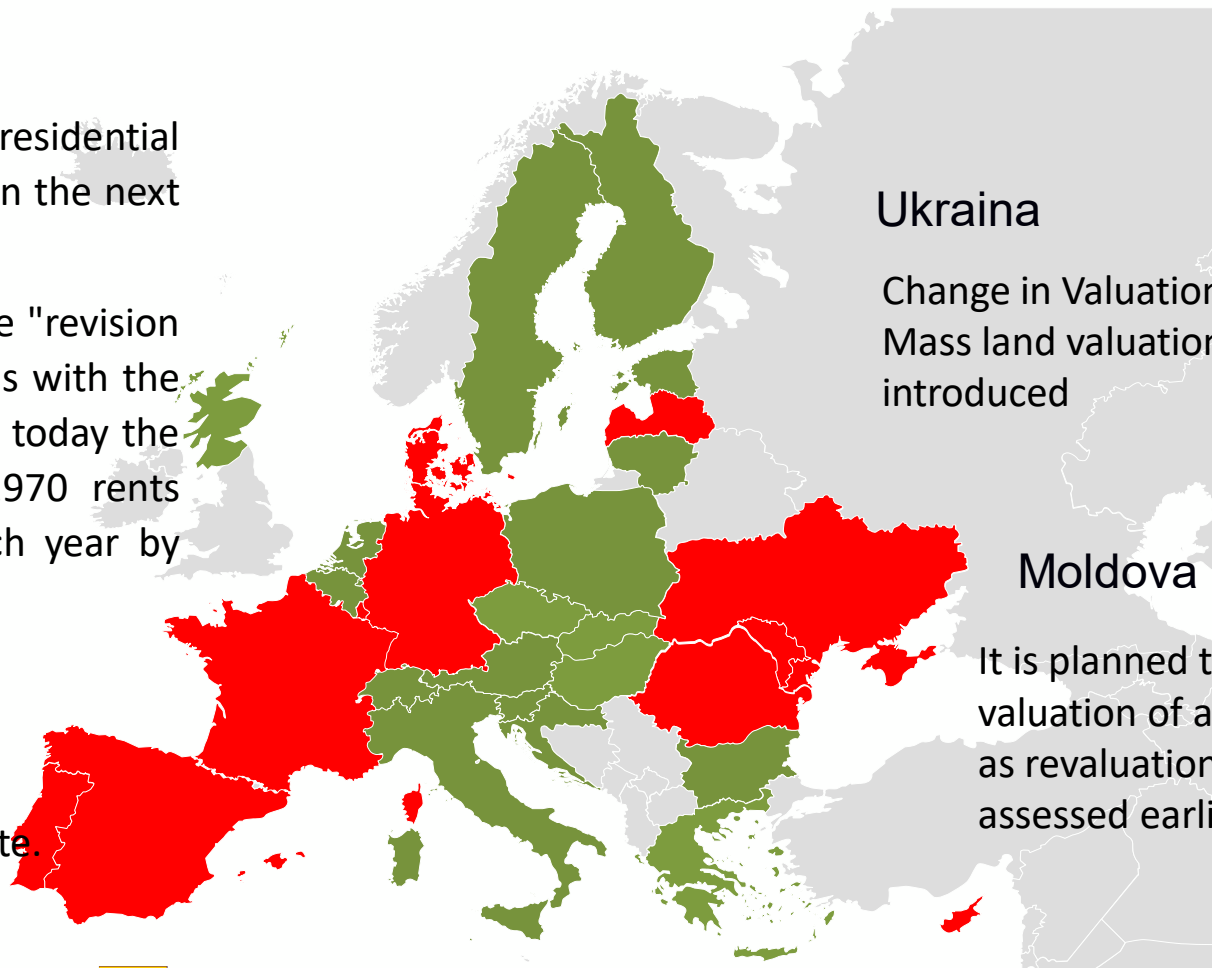 residential
n the next
e "revision
s with the
today the
970 rents
ch year by
te.
Ukraina
Change in Valuation
Mass land valuation
introduced
Moldova
It is planned t
valuation of a
as revaluation
assessed earli